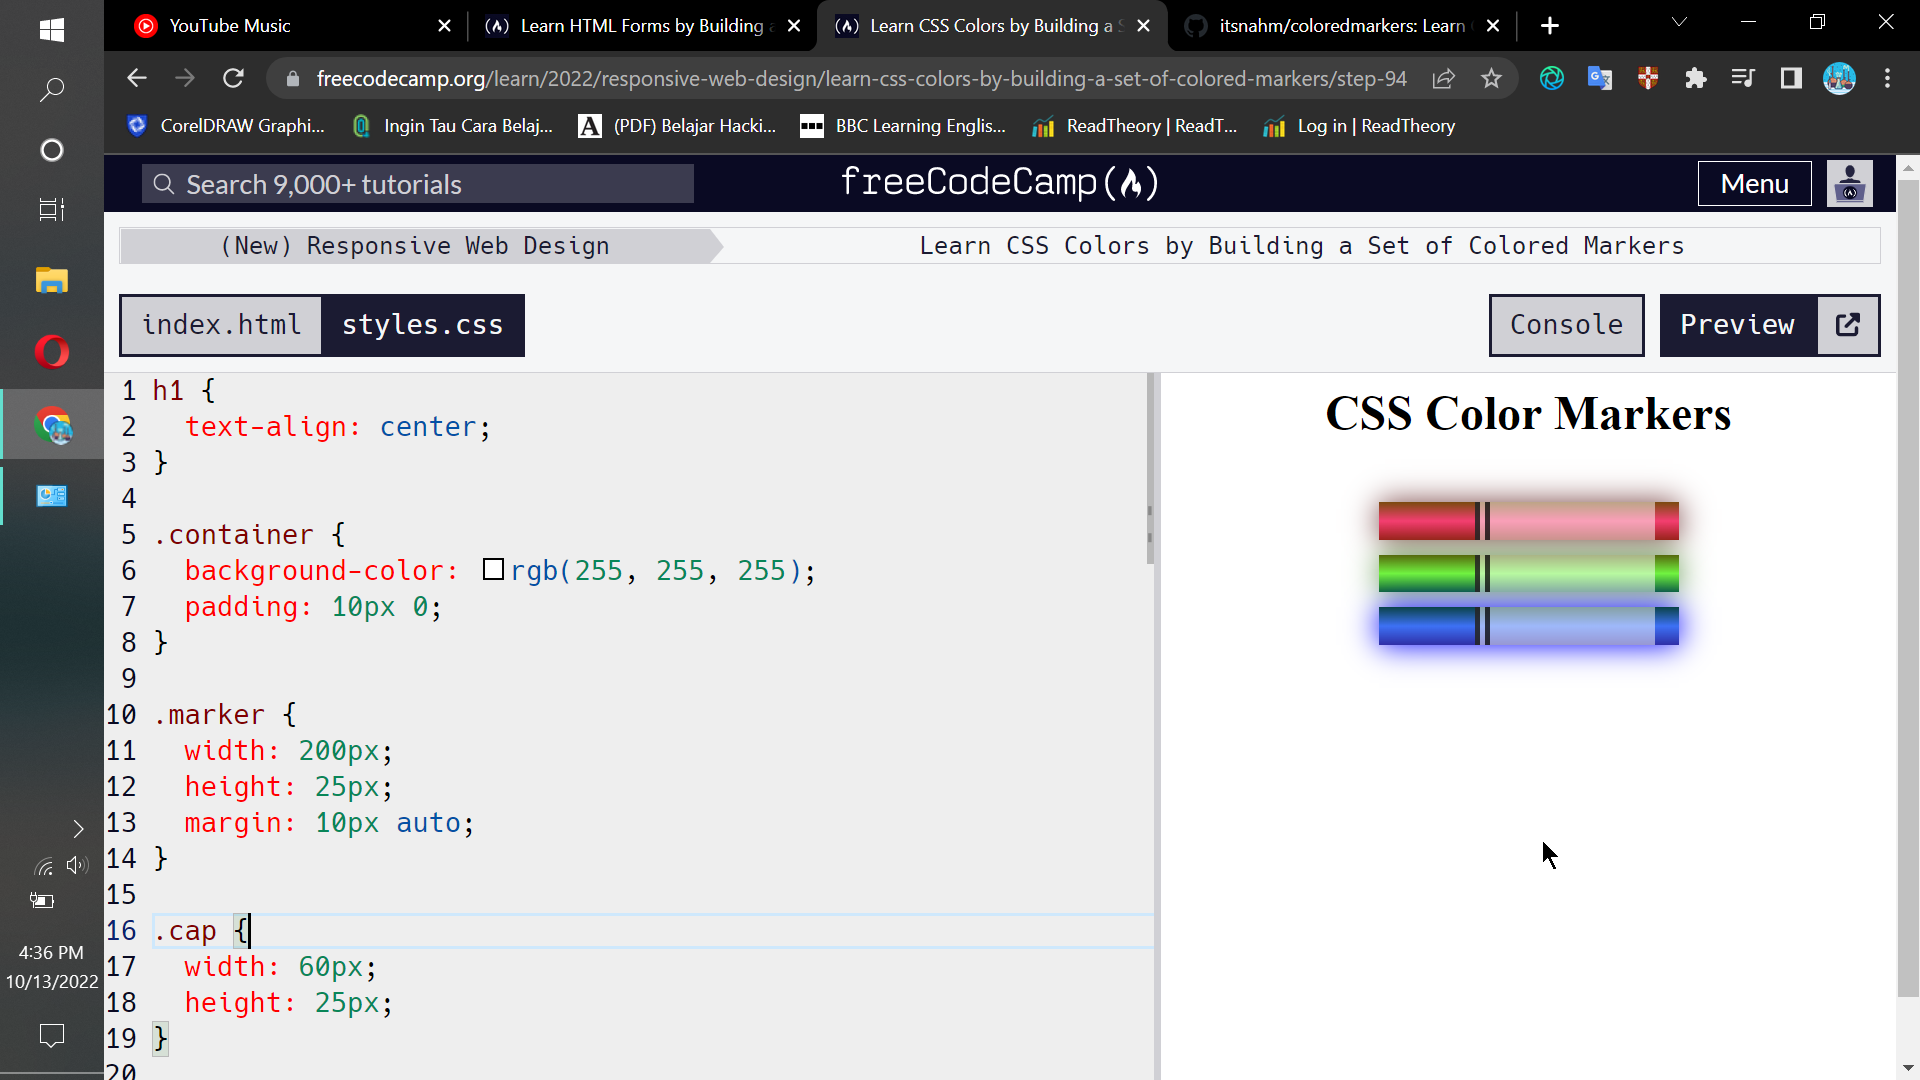 YouTube Music
Learn HTML Forms by Building a
Learn CSS Colors by Building a S
itsnahm/coloredmarkers: Learn C
freecodecamp.org/learn/2022/responsive-web-design/learn-css-colors-by-building-a-set-of-colored-markers/step-94
CorelDRAW Graphi...
Ingin Tau Cara Belaj...
(PDF) Belajar Hacki...
BBC Learning Englis...
ReadTheory | ReadT...
Log in | ReadTheory
Search 9,000+ tutorials
freeCodeCamp
Menu
(New) Responsive Web Design
Learn CSS Colors by Building a Set of Colored Markers
index.html
styles.css
Console
Preview
1 h1 {
2 text-align: center;
3 }
4
5 .container {
6 background-color: rgb(255, 255, 255);
7 padding: 10px 0;
8 }
9
10 .marker {
11 width: 200px;
12 height: 25px;
13 margin: 10px auto;
14 }
15
16 .cap {
17 width: 60px;
18 height: 25px;
19 }
20
CSS Color Markers
4:36 PM
10/13/2022